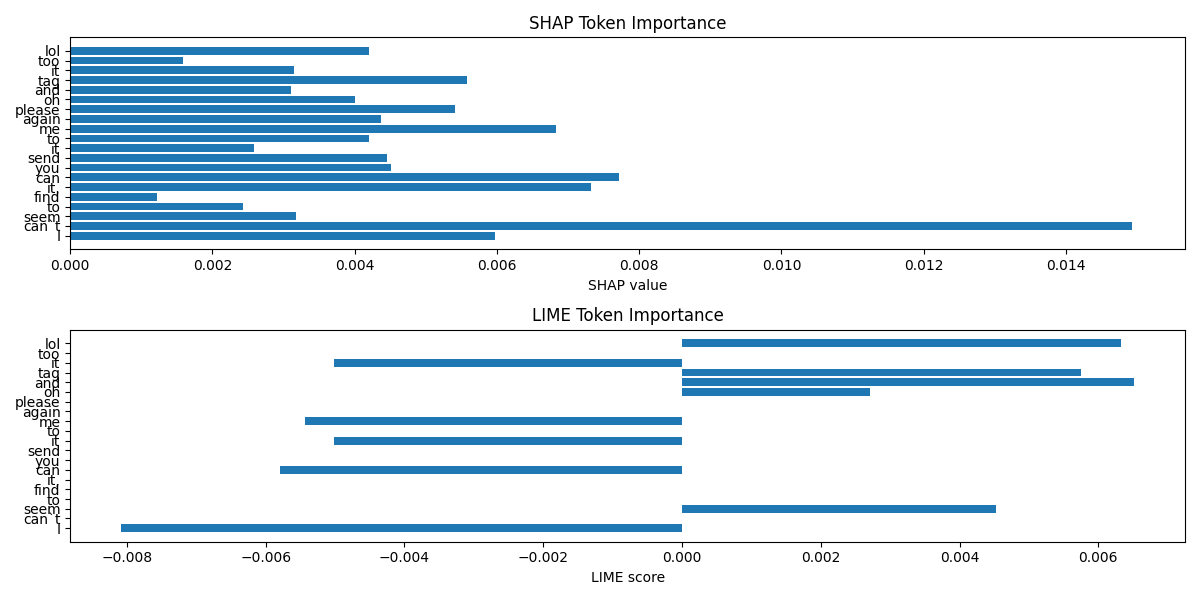 SHAP Token Importance
lol
too
it
tag
and
oh
please
again
me
to
it
send
you
can
it
find
to
seem
can t
I
0.000 0.002 0.004 0.006 0.008 0.010 0.012 0.014
SHAP value
LIME Token Importance
lol
too
it
tag
and
oh
please
again
me
to
it
send
you
can
it
find
to
seem
can t
I
−0.008 −0.006 −0.004 −0.002 0.000 0.002 0.004 0.006
LIME score